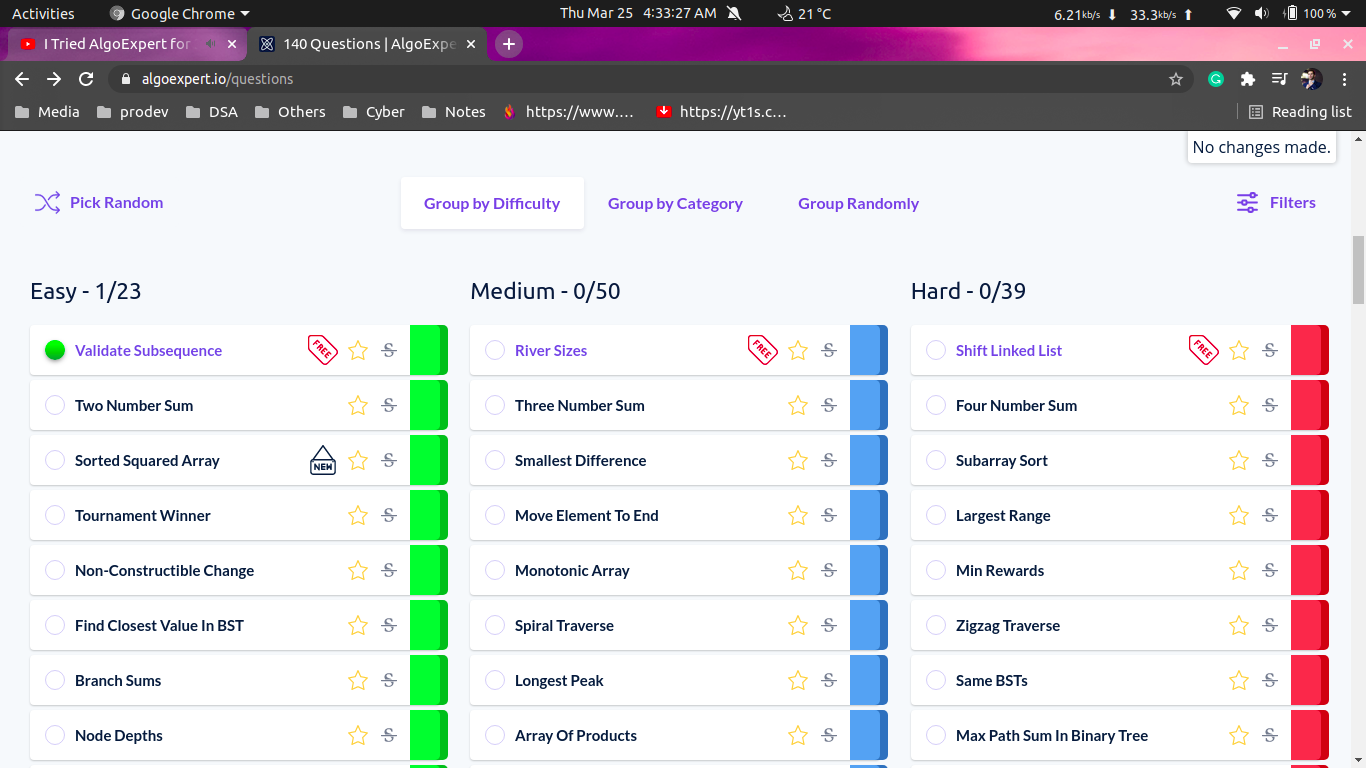 Activities Google Chrome Thu Mar 25 4:33:27 AM 21 °C 6.21kb/s 33.3kb/s 100 %
I Tried AlgoExpert for 140 Questions | AlgoExpe
algoexpert.io/questions
Media prodev DSA Others Cyber Notes https://www.... https://yt1s.c... Reading list
No changes made.
Pick Random Group by Difficulty Group by Category Group Randomly Filters
Easy - 1/23 Medium - 0/50 Hard - 0/39
Validate Subsequence FREE S River Sizes FREE S Shift Linked List FREE S
Two Number Sum S Three Number Sum S Four Number Sum S
Sorted Squared Array NEW S Smallest Difference S Subarray Sort S
Tournament Winner S Move Element To End S Largest Range S
Non-Constructible Change S Monotonic Array S Min Rewards S
Find Closest Value In BST S Spiral Traverse S Zigzag Traverse S
Branch Sums S Longest Peak S Same BSTs S
Node Depths S Array Of Products S Max Path Sum In Binary Tree S